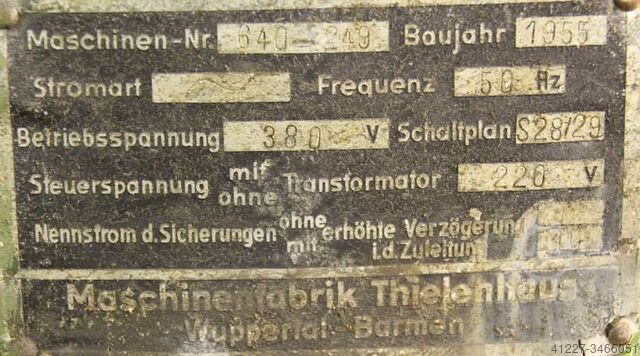 Maschinen-Nr. 640-249 Baujahr 1955
Stromart Frequenz 50 Hz
Betriebsspannung 380 V Schaltplan S28/29
Steuerspannung mit ohne Transformator 220 V
Nennstrom d. Sicherungen ohne mit erhöhte Verzögerung i.d. Zuleitung
Maschinenfabrik Thielenhaus
Wuppertal-Barmen
41227-3466051